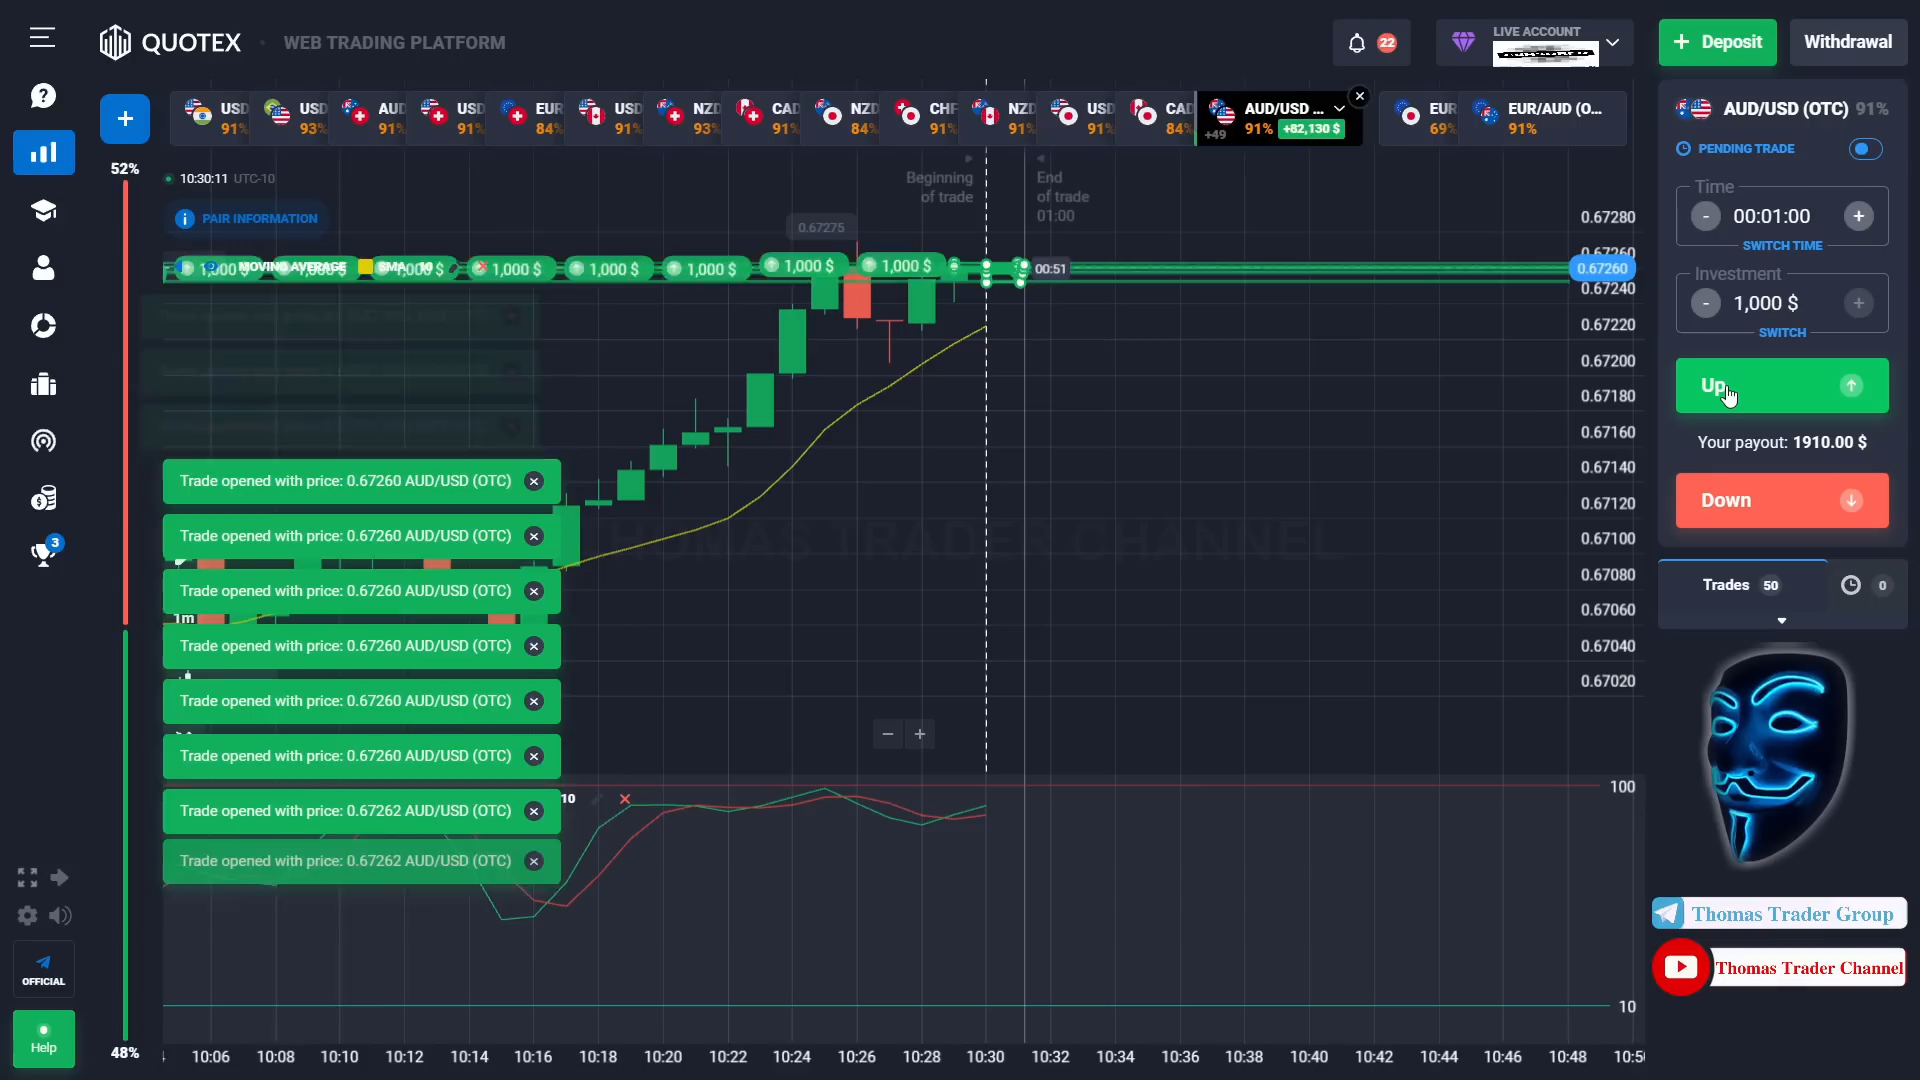 QUOTEX
WEB TRADING PLATFORM
22
LIVE ACCOUNT
+ Deposit
Withdrawal
USD 91%
USD 93%
AUD 91%
USD 91%
EUR 84%
USD 91%
NZD 93%
CAD 91%
NZD 84%
CHF 91%
NZD 91%
USD 91%
CAD 84%
+49 AUD/USD ... 91% +82,130 $
EUR 69%
EUR/AUD (O... 91%
AUD/USD (OTC) 91%
PENDING TRADE
Time
- 00:01:00 +
SWITCH TIME
Investment
- 1,000 $ +
SWITCH
Up
Your payout: 1910.00 $
Down
Trades 50 0
52%
10:30:11 UTC-10
PAIR INFORMATION
Beginning of trade
End of trade 01:00
0.67275
1,000 $ MOVING AVERAGE SMA 10
1,000 $ 1,000 $ 1,000 $ 1,000 $ 1,000 $
00:51
0.67280
0.67260
0.67260
0.67240
0.67220
0.67200
0.67180
0.67160
0.67140
0.67120
0.67100
0.67080
0.67060
0.67040
0.67020
THOMAS TRADER CHANNEL
Trade opened with price: 0.67260 AUD/USD (OTC)
Trade opened with price: 0.67260 AUD/USD (OTC)
Trade opened with price: 0.67260 AUD/USD (OTC)
1m
Trade opened with price: 0.67260 AUD/USD (OTC)
Trade opened with price: 0.67260 AUD/USD (OTC)
Trade opened with price: 0.67260 AUD/USD (OTC)
Trade opened with price: 0.67262 AUD/USD (OTC)
Trade opened with price: 0.67262 AUD/USD (OTC)
10
100
10
3
OFFICIAL
Help
48%
10:06 10:08 10:10 10:12 10:14 10:16 10:18 10:20 10:22 10:24 10:26 10:28 10:30 10:32 10:34 10:36 10:38 10:40 10:42 10:44 10:46 10:48
Thomas Trader Group
Thomas Trader Channel